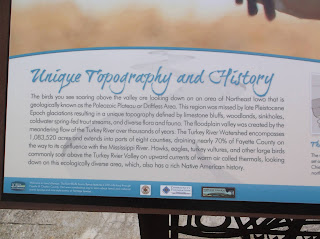 Unique Topography and History
The birds you see soaring above the valley are looking down on an area of Northeast Iowa that is
geologically known as the Paleozoic Plateau or Driftless Area. This region was missed by late Pleistocene
Epoch glaciations resulting in a unique topography defined by limestone bluffs, woodlands, sinkholes,
coldwater spring-fed trout streams, and diverse flora and fauna. The floodplain valley was created by the
meandering flow of the Turkey River over thousands of years. The Turkey River Watershed encompasses
1,083,520 acres and extends into parts of eight counties, draining nearly 70% of Fayette County on
the way to its confluence with the Mississippi River. Hawks, eagles, turkey vultures, and other large birds
commonly soar above the Turkey River Valley on upward currents of warm air called thermals, looking
down on this ecologically diverse region, which, also has a rich Native American history.